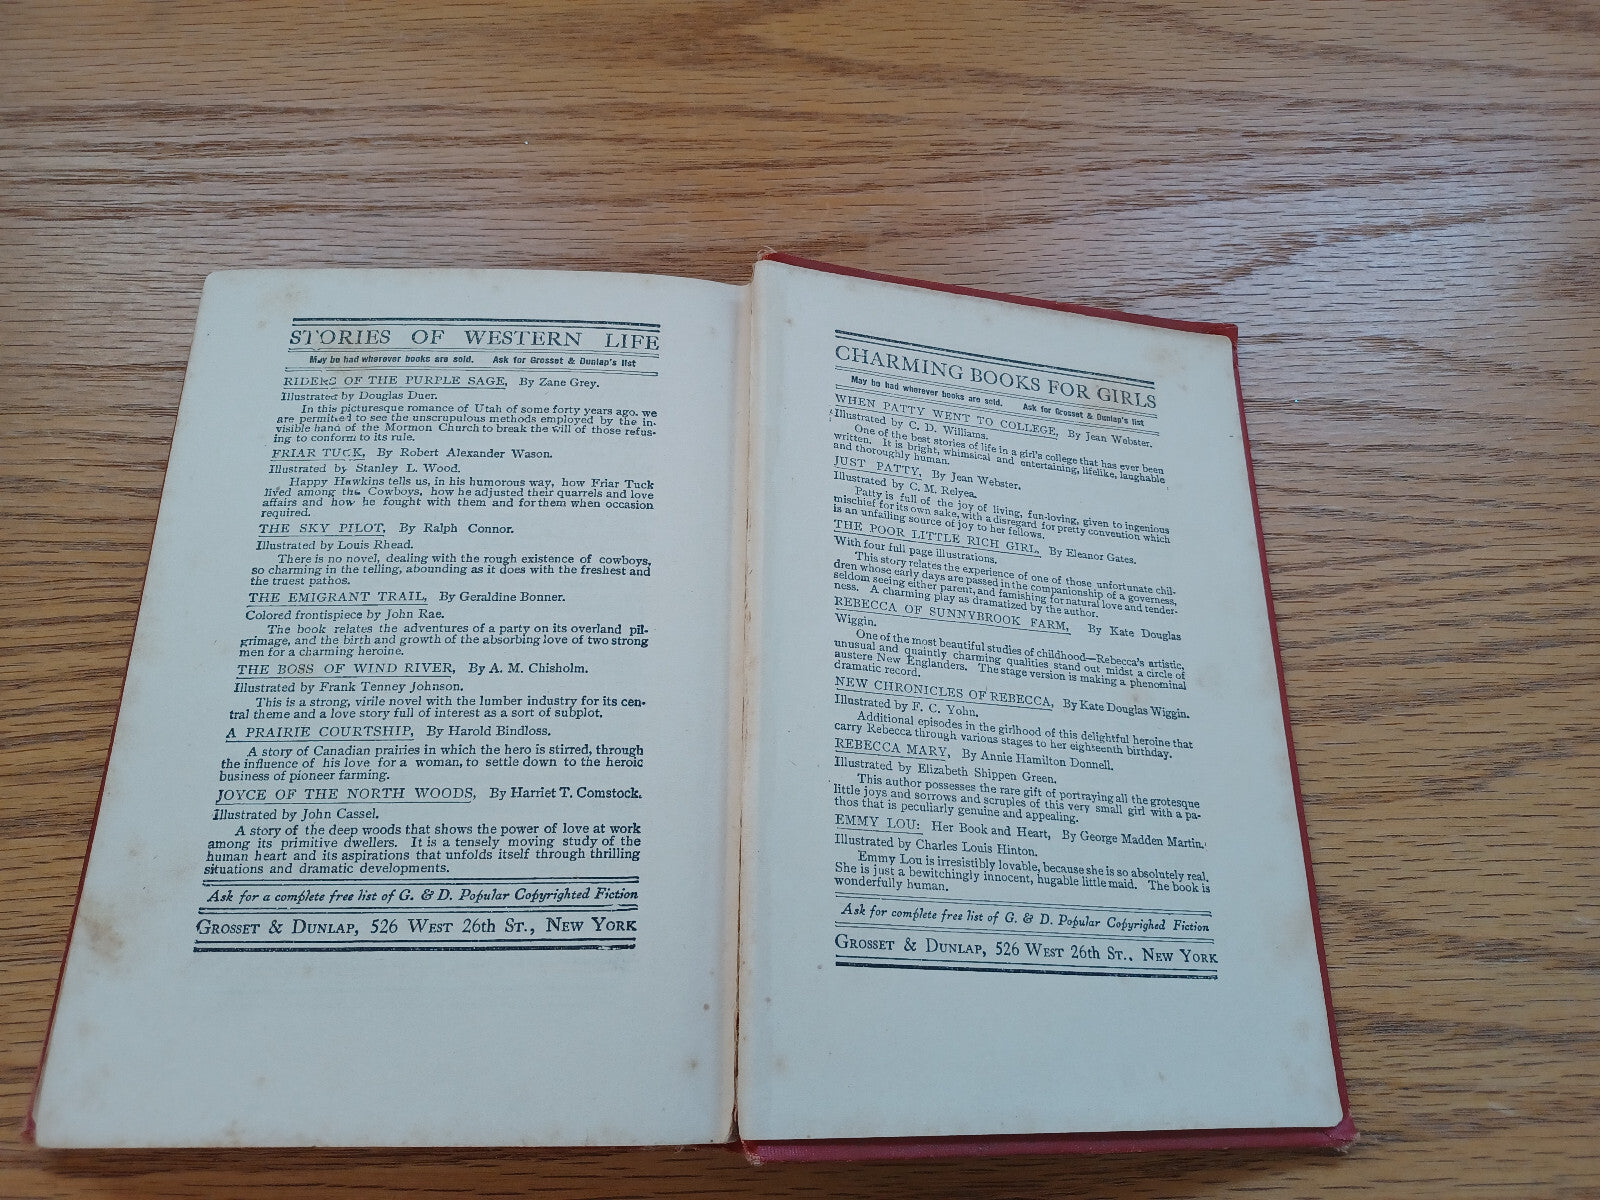 STORIES OF WESTERN LIFE
May be had wherever books are sold. Ask for Grosset & Dunlap's list
RIDERS OF THE PURPLE SAGE, By Zane Grey.
Illustrated by Douglas Duer.
In this picturesque romance of Utah of some forty years ago. we
are permitted to see the unscrupulous methods employed by the in-
visible hand of the Mormon Church to break the will of those refus-
ing to conform to its rule.
FRIAR TUCK, By Robert Alexander Wason.
Illustrated by Stanley L. Wood.
Happy Hawkins tells us, in his humorous way, how Friar Tuck
lived among the Cowboys, how he adjusted their quarrels and love
affairs and how he fought with them and for them when occasion
required.
THE SKY PILOT, By Ralph Connor.
Illustrated by Louis Rhead.
There is no novel, dealing with the rough existence of cowboys,
so charming in the telling, abounding as it does with the freshest and
the truest pathos.
THE EMIGRANT TRAIL, By Geraldine Bonner.
Colored frontispiece by John Rae.
The book relates the adventures of a party on its overland pil-
grimage, and the birth and growth of the absorbing love of two strong
men for a charming heroine.
THE BOSS OF WIND RIVER, By A. M. Chisholm.
Illustrated by Frank Tenney Johnson.
This is a strong, virile novel with the lumber industry for its cen-
tral theme and a love story full of interest as a sort of subplot.
A PRAIRIE COURTSHIP, By Harold Bindloss.
A story of Canadian prairies in which the hero is stirred, through
the influence of his love for a woman, to settle down to the heroic
business of pioneer farming.
JOYCE OF THE NORTH WOODS, By Harriet T. Comstock.
Illustrated by John Cassel.
A story of the deep woods that shows the power of love at work
among its primitive dwellers. It is a tensely moving study of the
human heart and its aspirations that unfolds itself through thrilling
situations and dramatic developments.
Ask for a complete free list of G. & D. Popular Copyrighted Fiction
GROSSET & DUNLAP, 526 WEST 26th ST., NEW YORK
CHARMING BOOKS FOR GIRLS
May be had wherever books are sold. Ask for Grosset & Dunlap's list
WHEN PATTY WENT TO COLLEGE, By Jean Webster.
Illustrated by C. D. Williams.
One of the best stories of life in a girl's college that has ever been
written. It is bright, whimsical and entertaining, lifelike, laughable
and thoroughly human.
JUST PATTY, By Jean Webster.
Illustrated by C. M. Relyea.
Patty is full of the joy of living, fun-loving, given to ingenious
mischief for its own sake, with a disregard for pretty convention which
is an unfailing source of joy to her fellows.
THE POOR LITTLE RICH GIRL, By Eleanor Gates.
With four full page illustrations.
This story relates the experience of one of those unfortunate chil-
dren whose early days are passed in the companionship of a governess,
seldom seeing either parent, and famishing for natural love and tender-
ness. A charming play as dramatized by the author.
REBECCA OF SUNNYBROOK FARM, By Kate Douglas
Wiggin.
One of the most beautiful studies of childhood—Rebecca's artistic,
unusual and quaintly charming qualities stand out midst a circle of
austere New Englanders. The stage version is making a phenominal
dramatic record.
NEW CHRONICLES OF REBECCA, By Kate Douglas Wiggin.
Illustrated by F. C. Yohn.
Additional episodes in the girlhood of this delightful heroine that
carry Rebecca through various stages to her eighteenth birthday.
REBECCA MARY, By Annie Hamilton Donnell.
Illustrated by Elizabeth Shippen Green.
This author possesses the rare gift of portraying all the grotesque
little joys and sorrows and scruples of this very small girl with a pa-
thos that is peculiarly genuine and appealing.
EMMY LOU: Her Book and Heart, By George Madden Martin.
Illustrated by Charles Louis Hinton.
Emmy Lou is irresistibly lovable, because she is so absolutely real.
She is just a bewitchingly innocent, hugable little maid. The book is
wonderfully human.
Ask for complete free list of G. & D. Popular Copyrighed Fiction
GROSSET & DUNLAP, 526 WEST 26th ST., NEW YORK